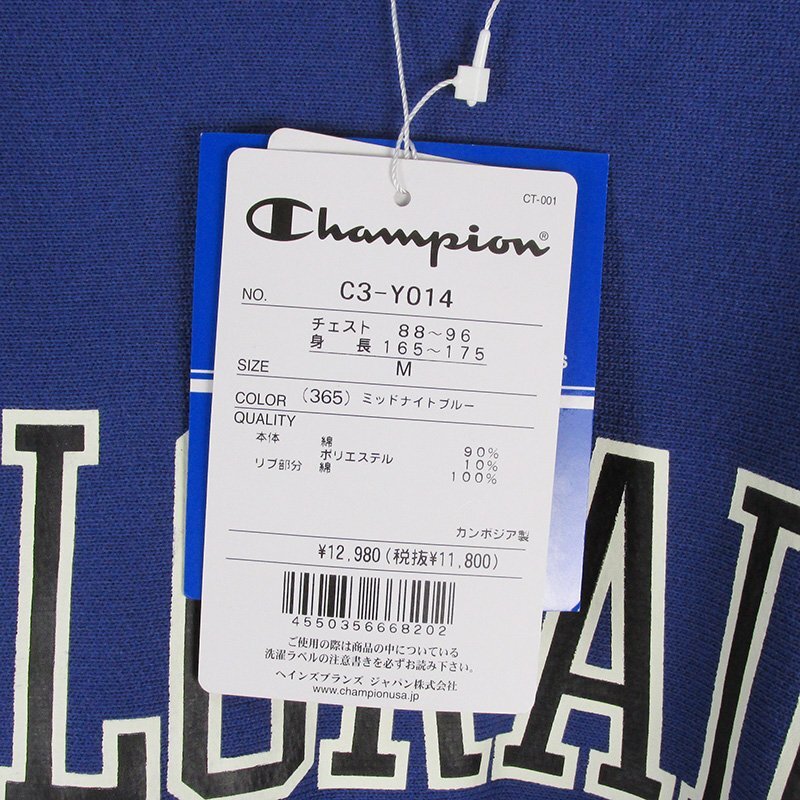 CT-001
Champion®
NO. C3-Y014
チェスト 88～96
身長 165～175
SIZE M
COLOR (365) ミッドナイトブルー
QUALITY
本体 綿 90%
ポリエステル 10%
リブ部分 綿 100%
カンボジア製
¥12,980(税抜¥11,800)
4550356668202
ご使用の際は商品の中についている
洗濯ラベルの注意書きを必ずお読み下さい。
ヘインズブランズ ジャパン株式会社
www.championusa.jp